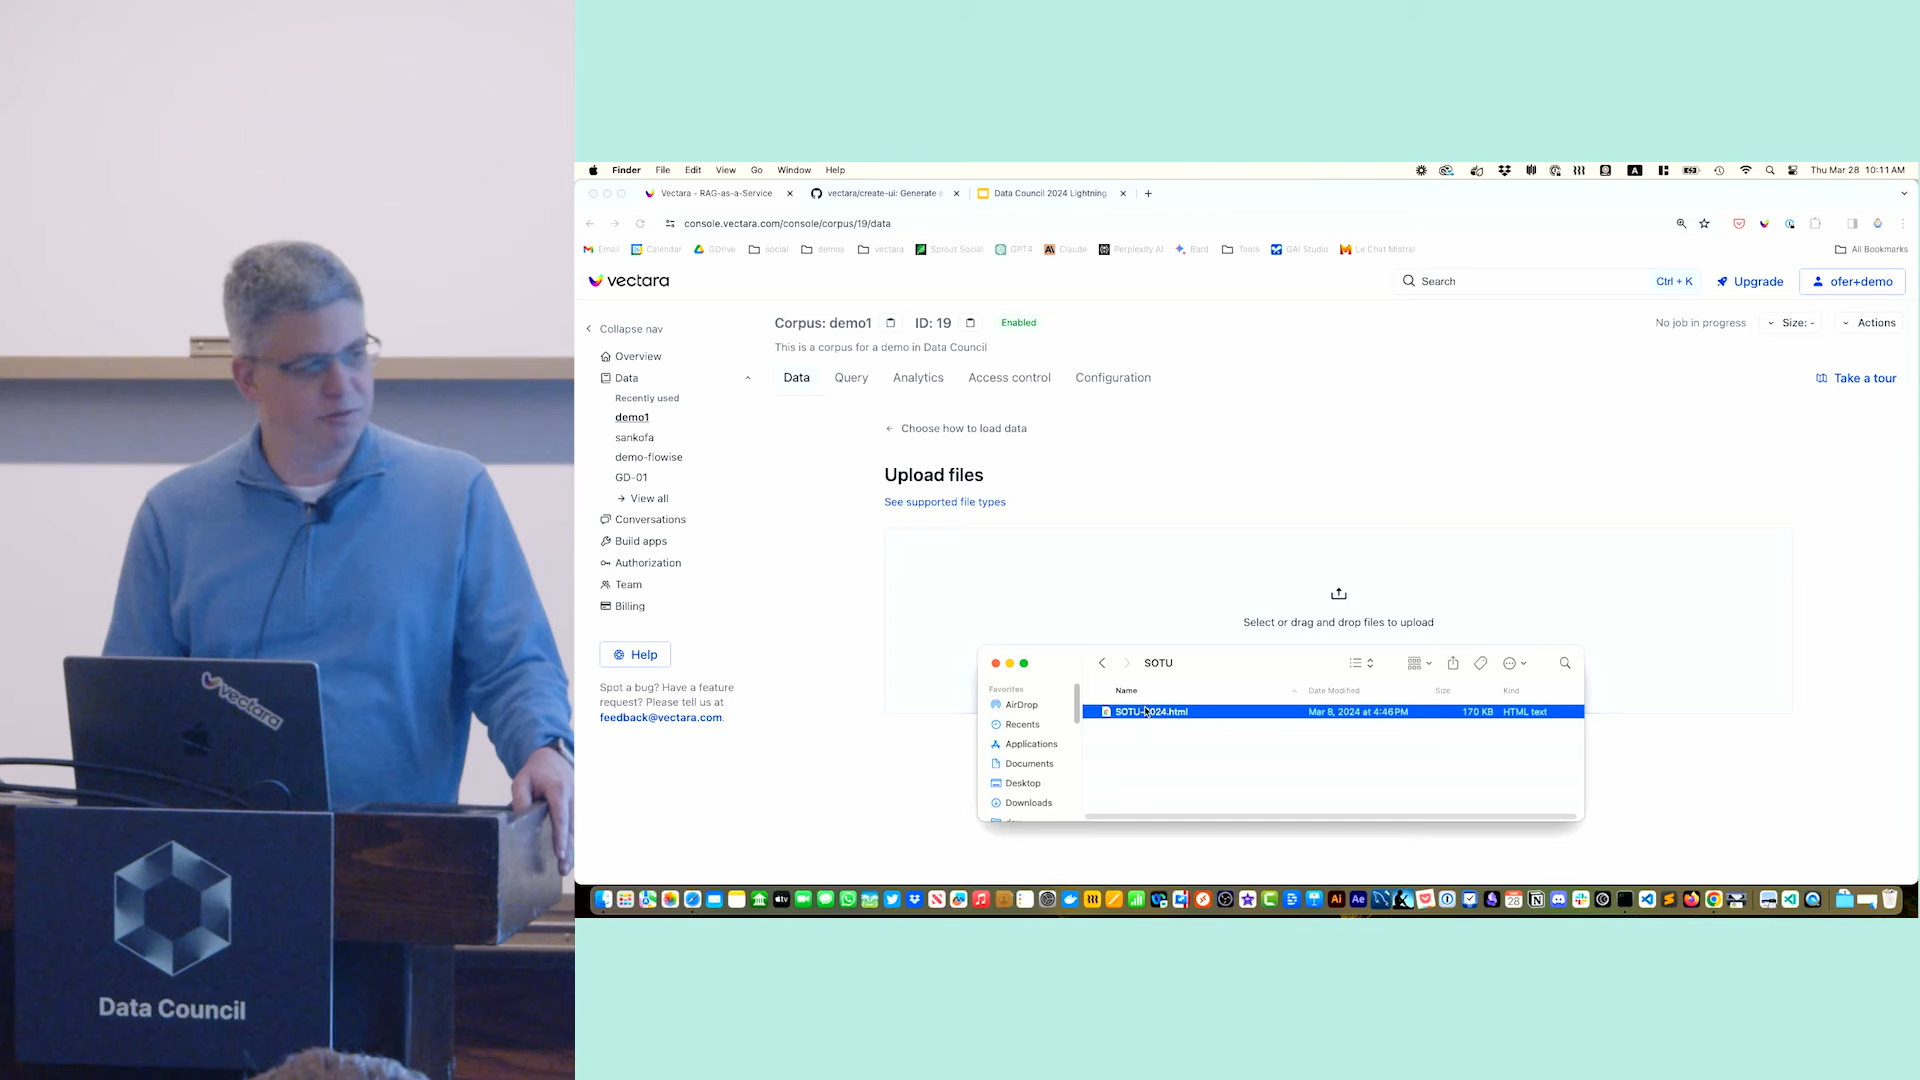 Finder File Edit View Go Window Help
Thu Mar 28 10:11 AM
Vectara - RAG-as-a-Service
vectara/create-ui: Generate a
Data Council 2024 Lightning
console.vectara.com/console/corpus/19/data
Email Calendar GDrive social demos vectara Sprout Social GPT4 Claude Perplexity AI Bard Tools GAI Studio Le Chat Mistral All Bookmarks
vectara
Search Ctrl + K
Upgrade
ofer+demo
Collapse nav
Overview
Data
Recently used
demo1
sankofa
demo-flowise
GD-01
View all
Conversations
Build apps
Authorization
Team
Billing
Help
Spot a bug? Have a feature
request? Please tell us at
feedback@vectara.com.
Corpus: demo1 ID: 19 Enabled
No job in progress Size: - Actions
This is a corpus for a demo in Data Council
Data Query Analytics Access control Configuration
Take a tour
Choose how to load data
Upload files
See supported file types
Select or drag and drop files to upload
SOTU
Favorites
AirDrop
Recents
Applications
Documents
Desktop
Downloads
Name Date Modified Size Kind
SOTU-2024.html Mar 8, 2024 at 4:46 PM 170 KB HTML text
vectara
Data Council